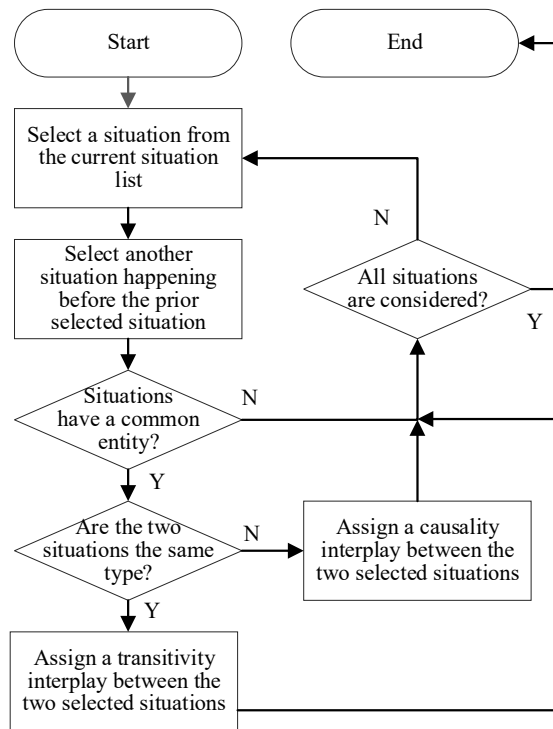 Start
End
Select a situation from
the current situation
list
N
Select another
situation happening
before the prior
selected situation
All situations
are considered?
Y
Situations
have a common
entity?
N
Y
Are the two
situations the same
type?
N
Assign a causality
interplay between the
two selected situations
Y
Assign a transitivity
interplay between the
two selected situations